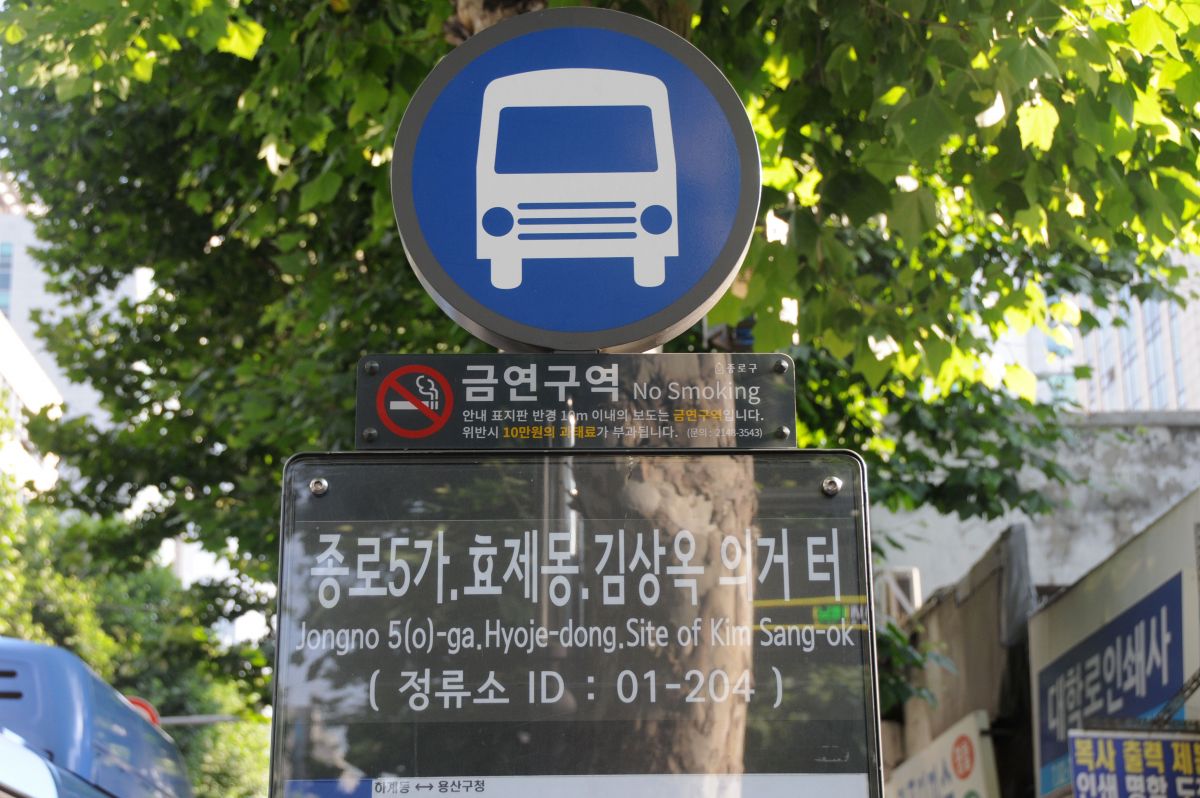 종로구
금연구역 No Smoking
안내 표지판 반경 10m 이내의 보도는 금연구역입니다.
위반시 10만원의 과태료가 부과됩니다. (문의 : 2148-3543)
종로5가.효제동.김상옥 의거 터
Jongno 5(o)-ga.Hyoje-dong.Site of Kim Sang-ok
( 정류소 ID : 01-204 )
하계동 ↔ 용산구청
대학로인쇄사
복사 출력 제본
인쇄 명함